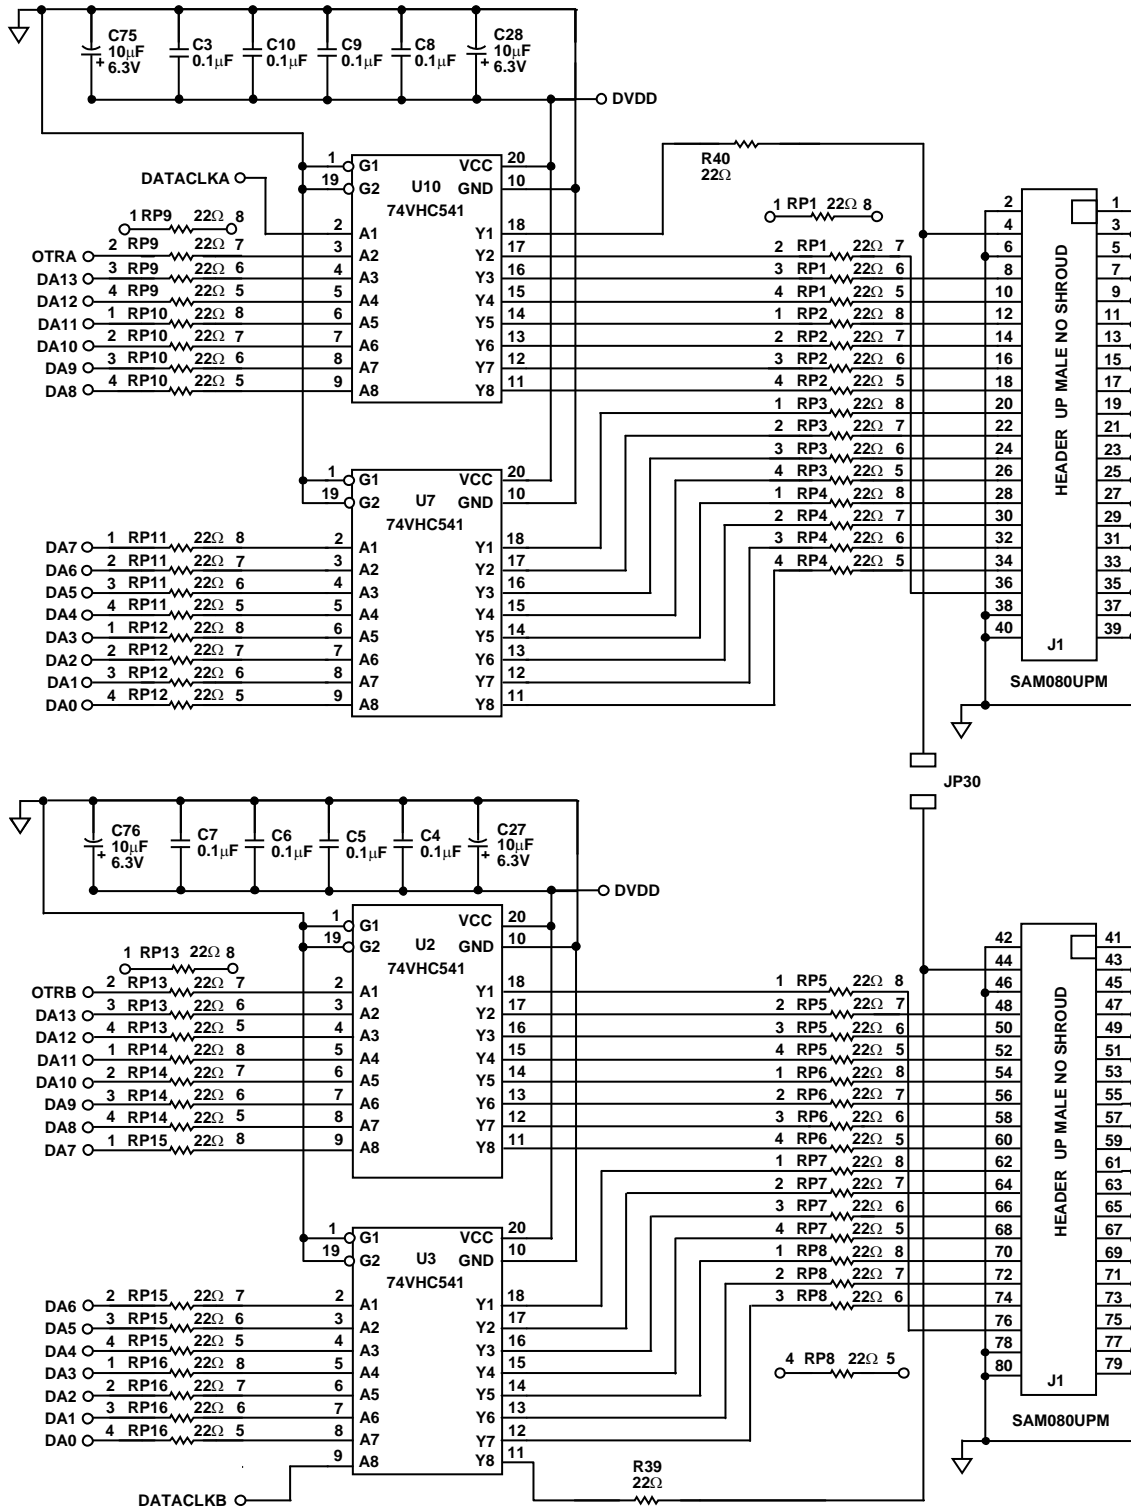 C75 10μF 6.3V +
C3 0.1μF
C10 0.1μF
C9 0.1μF
C8 0.1μF
C28 10μF 6.3V +
DVDD
1 G1 VCC 20
19 G2 U10 GND 10
74VHC541
R40
22Ω
DATACLKA
1 RP9 22Ω 8
1 RP1 22Ω 8
2 A1 Y1 18
OTRA 2 RP9 22Ω 7 3 A2 Y2 17 2 RP1 22Ω 7
DA13 3 RP9 22Ω 6 4 A3 Y3 16 3 RP1 22Ω 6
DA12 4 RP9 22Ω 5 5 A4 Y4 15 4 RP1 22Ω 5
DA11 1 RP10 22Ω 8 6 A5 Y5 14 1 RP2 22Ω 8
DA10 2 RP10 22Ω 7 7 A6 Y6 13 2 RP2 22Ω 7
DA9 3 RP10 22Ω 6 8 A7 Y7 12 3 RP2 22Ω 6
DA8 4 RP10 22Ω 5 9 A8 Y8 11 4 RP2 22Ω 5
1 RP3 22Ω 8
2 RP3 22Ω 7
3 RP3 22Ω 6
4 RP3 22Ω 5
1 RP4 22Ω 8
2 RP4 22Ω 7
3 RP4 22Ω 6
4 RP4 22Ω 5
1 G1 VCC 20
19 G2 U7 GND 10
74VHC541
DA7 1 RP11 22Ω 8 2 A1 Y1 18
DA6 2 RP11 22Ω 7 3 A2 Y2 17
DA5 3 RP11 22Ω 6 4 A3 Y3 16
DA4 4 RP11 22Ω 5 5 A4 Y4 15
DA3 1 RP12 22Ω 8 6 A5 Y5 14
DA2 2 RP12 22Ω 7 7 A6 Y6 13
DA1 3 RP12 22Ω 6 8 A7 Y7 12
DA0 4 RP12 22Ω 5 9 A8 Y8 11
2 1
4 3
6 5
8 7
10 9
12 11
14 13
16 15
18 17
20 19
22 21
24 23
26 25
28 27
30 29
32 31
34 33
36 35
38 37
40 39
HEADER UP MALE NO SHROUD
J1
SAM080UPM
JP30
C76 10μF 6.3V +
C7 0.1μF
C6 0.1μF
C5 0.1μF
C4 0.1μF
C27 10μF 6.3V +
DVDD
1 G1 VCC 20
19 G2 U2 GND 10
74VHC541
1 RP13 22Ω 8
OTRB 2 RP13 22Ω 7 2 A1 Y1 18 1 RP5 22Ω 8
DA13 3 RP13 22Ω 6 3 A2 Y2 17 2 RP5 22Ω 7
DA12 4 RP13 22Ω 5 4 A3 Y3 16 3 RP5 22Ω 6
DA11 1 RP14 22Ω 8 5 A4 Y4 15 4 RP5 22Ω 5
DA10 2 RP14 22Ω 7 6 A5 Y5 14 1 RP6 22Ω 8
DA9 3 RP14 22Ω 6 7 A6 Y6 13 2 RP6 22Ω 7
DA8 4 RP14 22Ω 5 8 A7 Y7 12 3 RP6 22Ω 6
DA7 1 RP15 22Ω 8 9 A8 Y8 11 4 RP6 22Ω 5
1 RP7 22Ω 8
2 RP7 22Ω 7
3 RP7 22Ω 6
4 RP7 22Ω 5
1 RP8 22Ω 8
2 RP8 22Ω 7
3 RP8 22Ω 6
4 RP8 22Ω 5
1 G1 VCC 20
19 G2 U3 GND 10
74VHC541
DA6 2 RP15 22Ω 7 2 A1 Y1 18
DA5 3 RP15 22Ω 6 3 A2 Y2 17
DA4 4 RP15 22Ω 5 4 A3 Y3 16
DA3 1 RP16 22Ω 8 5 A4 Y4 15
DA2 2 RP16 22Ω 7 6 A5 Y5 14
DA1 3 RP16 22Ω 6 7 A6 Y6 13
DA0 4 RP16 22Ω 5 8 A7 Y7 12
9 A8 Y8 11
DATACLKB
R39
22Ω
42 41
44 43
46 45
48 47
50 49
52 51
54 53
56 55
58 57
60 59
62 61
64 63
66 65
68 67
70 69
72 71
74 73
76 75
78 77
80 79
HEADER UP MALE NO SHROUD
J1
SAM080UPM